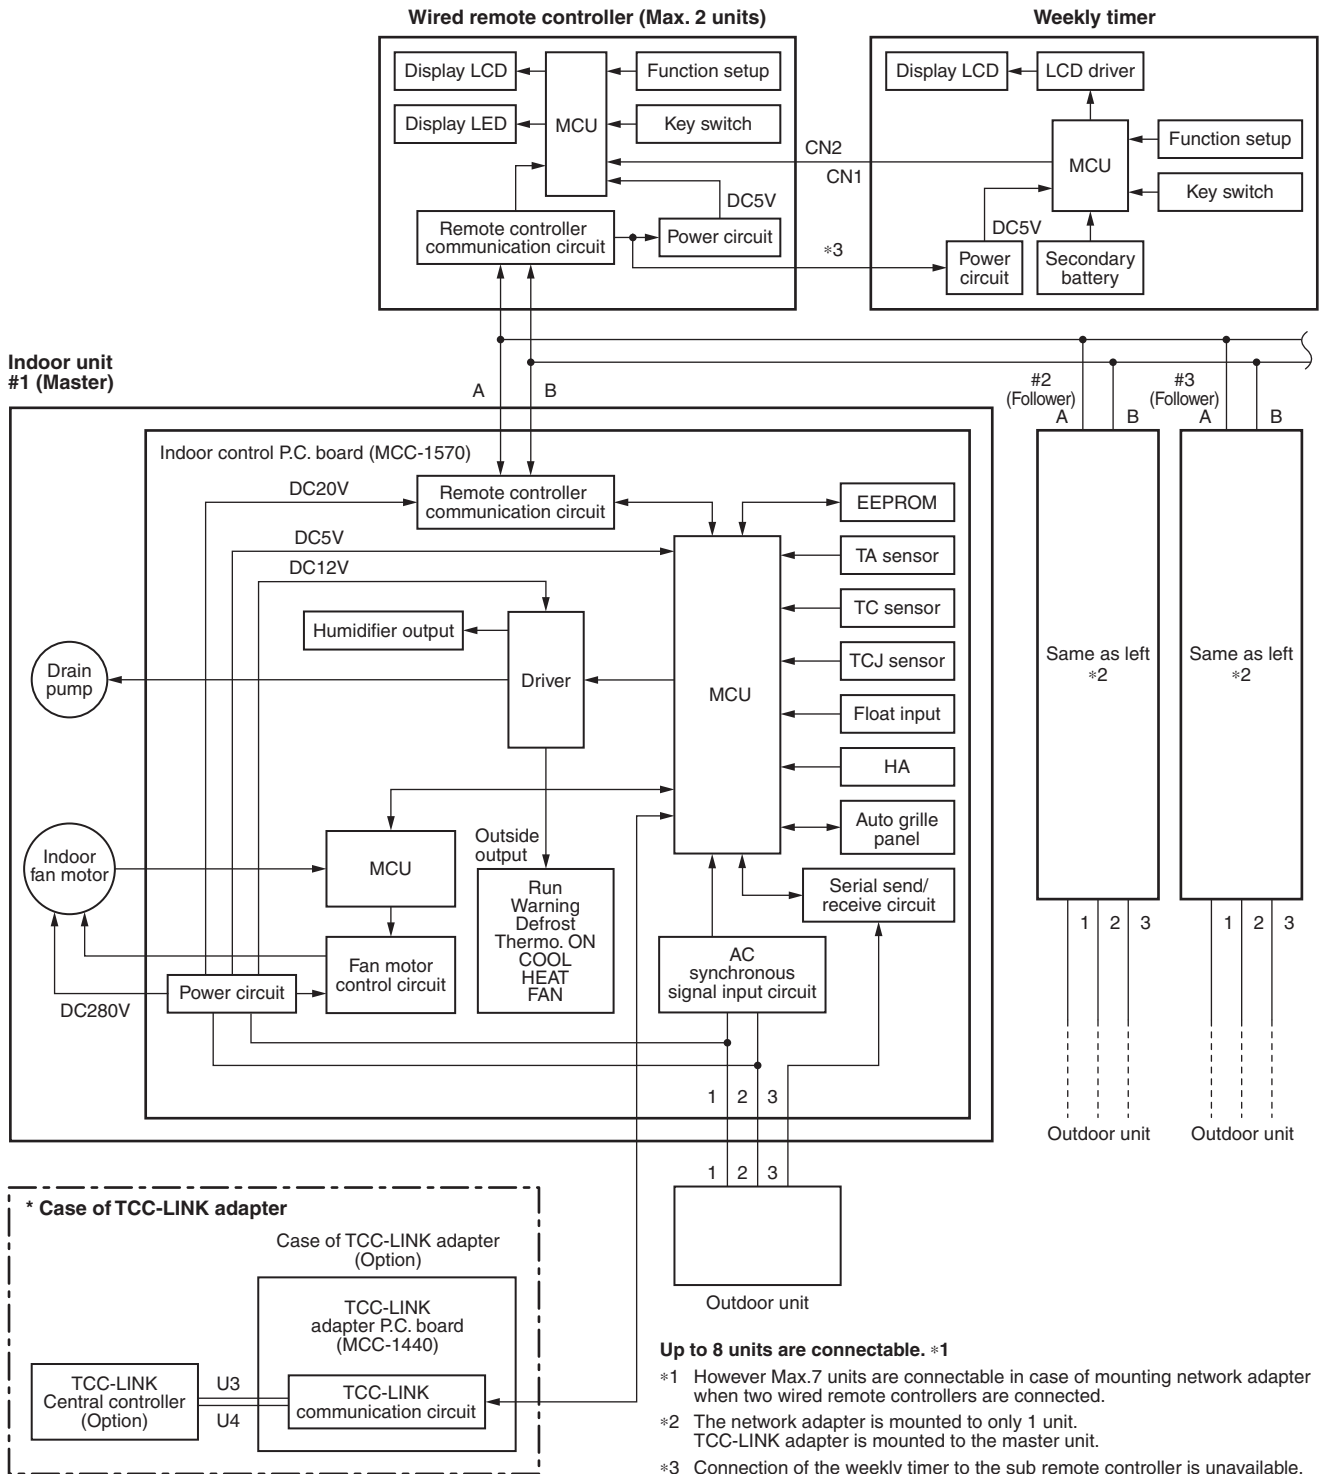 Wired remote controller (Max. 2 units)
Weekly timer
Display LCD
Function setup
Display LED
MCU
Key switch
Remote controller
communication circuit
DC5V
Power circuit
Display LCD
LCD driver
Function setup
MCU
Key switch
DC5V
Power
circuit
Secondary
battery
CN2
CN1
*3
Indoor unit
#1 (Master)
A
B
#2
(Follower)
A
B
#3
(Follower)
A
B
Indoor control P.C. board (MCC-1570)
DC20V
Remote controller
communication circuit
EEPROM
DC5V
TA sensor
DC12V
TC sensor
Humidifier output
TCJ sensor
Drain
pump
Driver
MCU
Float input
HA
Auto grille
panel
Indoor
fan motor
MCU
Outside
output
Run
Warning
Defrost
Thermo. ON
COOL
HEAT
FAN
Serial send/
receive circuit
AC
synchronous
signal input circuit
Fan motor
control circuit
Power circuit
DC280V
1 2 3
1 2 3
Same as left
*2
Same as left
*2
1 2 3
1 2 3
Outdoor unit
Outdoor unit
Outdoor unit
* Case of TCC-LINK adapter
Case of TCC-LINK adapter
(Option)
TCC-LINK
adapter P.C. board
(MCC-1440)
TCC-LINK
Central controller
(Option)
U3
U4
TCC-LINK
communication circuit
Up to 8 units are connectable. *1
*1 However Max.7 units are connectable in case of mounting network adapter
when two wired remote controllers are connected.
*2 The network adapter is mounted to only 1 unit.
TCC-LINK adapter is mounted to the master unit.
*3 Connection of the weekly timer to the sub remote controller is unavailable.